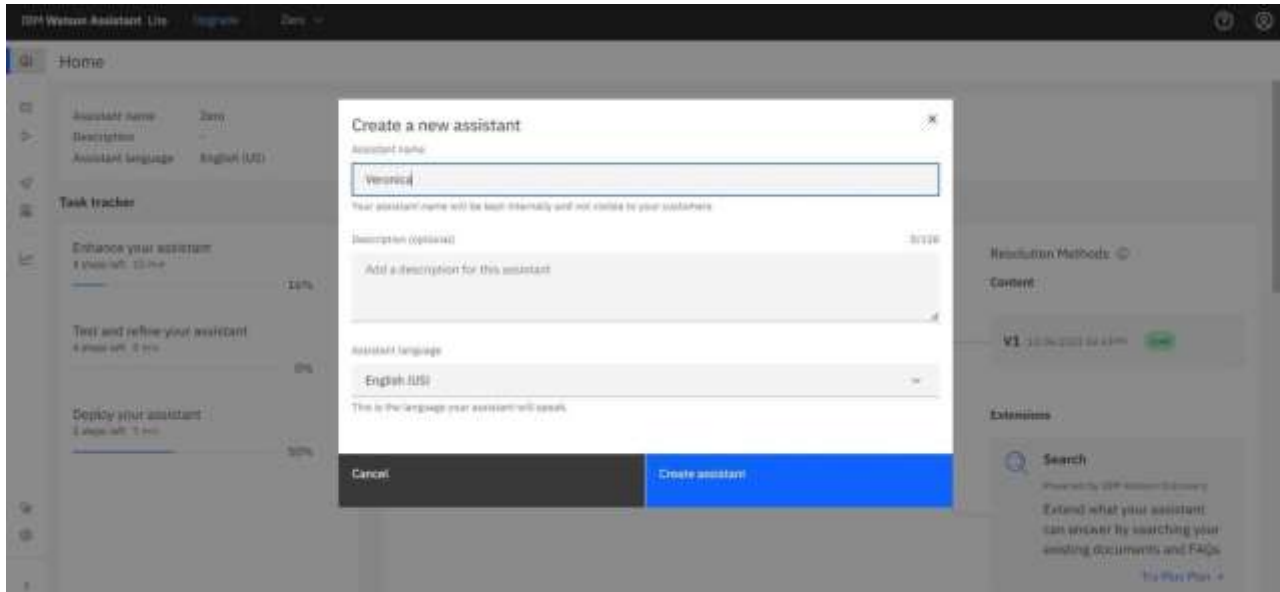 IBM Watson Assistant Lite Upgrade Zero
Home
Assistant name Zero
Description -
Assistant language English (US)
Task tracker
Enhance your assistant
16%
Test and refine your assistant
0%
Deploy your assistant
50%
Create a new assistant
Assistant name
Veronica
Your assistant name will be kept internally and not visible to your customers.
Description (optional) 0/128
Add a description for this assistant
Assistant language
English (US)
This is the language your assistant will speak.
Cancel
Create assistant
Resolution Methods
Content
V1
Extensions
Search
Powered by IBM Watson Discovery
Extend what your assistant
can answer by searching your
existing documents and FAQs
Try Plus Plan